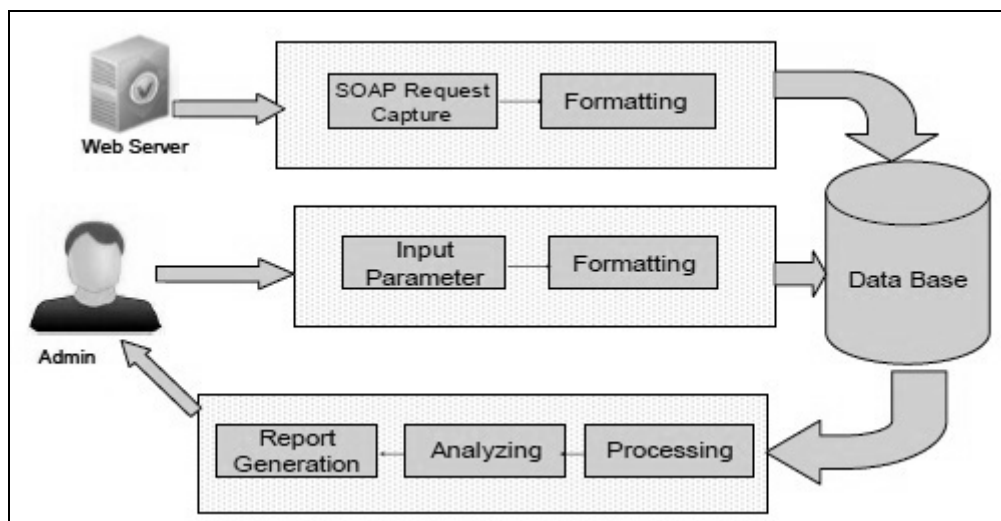 SOAP Request
Capture
Formatting
Web Server
Input
Parameter
Formatting
Data Base
Admin
Report
Generation
Analyzing
Processing